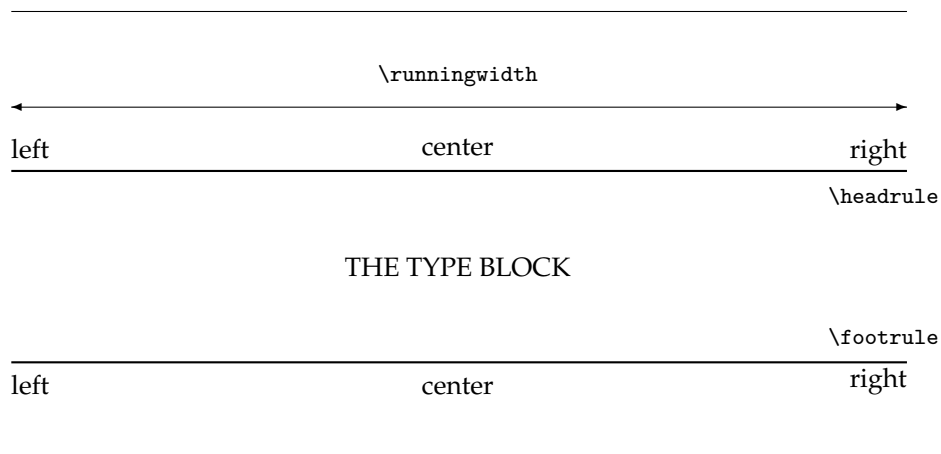 \runningwidth
left center right
\headrule
THE TYPE BLOCK
\footrule
left center right